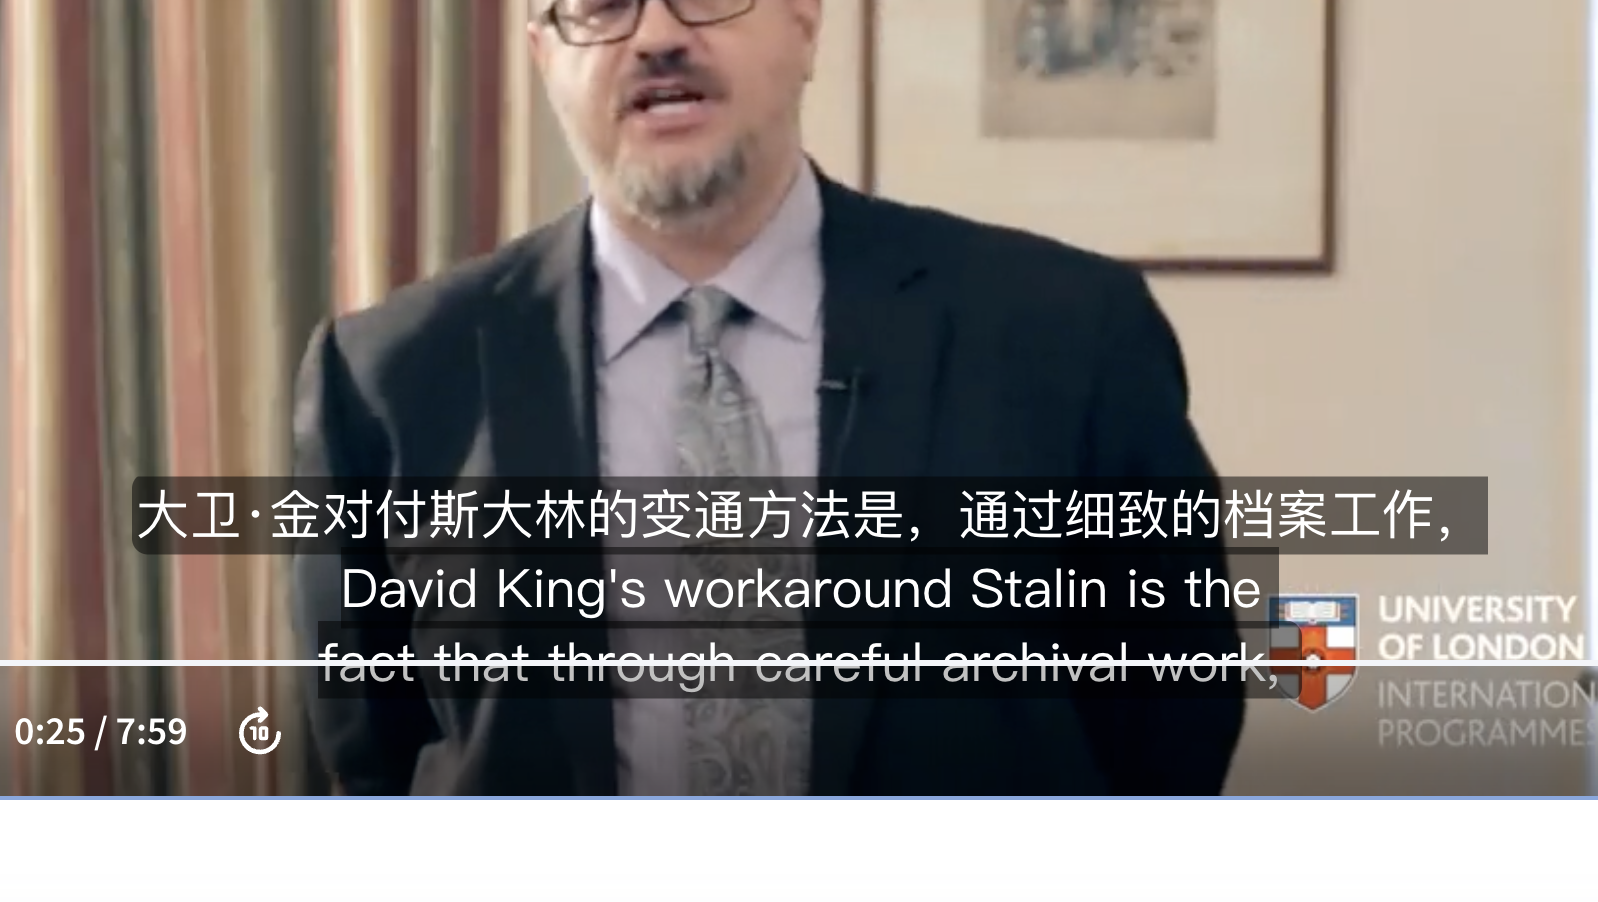 大卫·金对付斯大林的变通方法是，通过细致的档案工作，
David King's workaround Stalin is the
fact that through careful archival work,
UNIVERSITY
OF LONDON
INTERNATION
PROGRAMMES
0:25 / 7:59
10